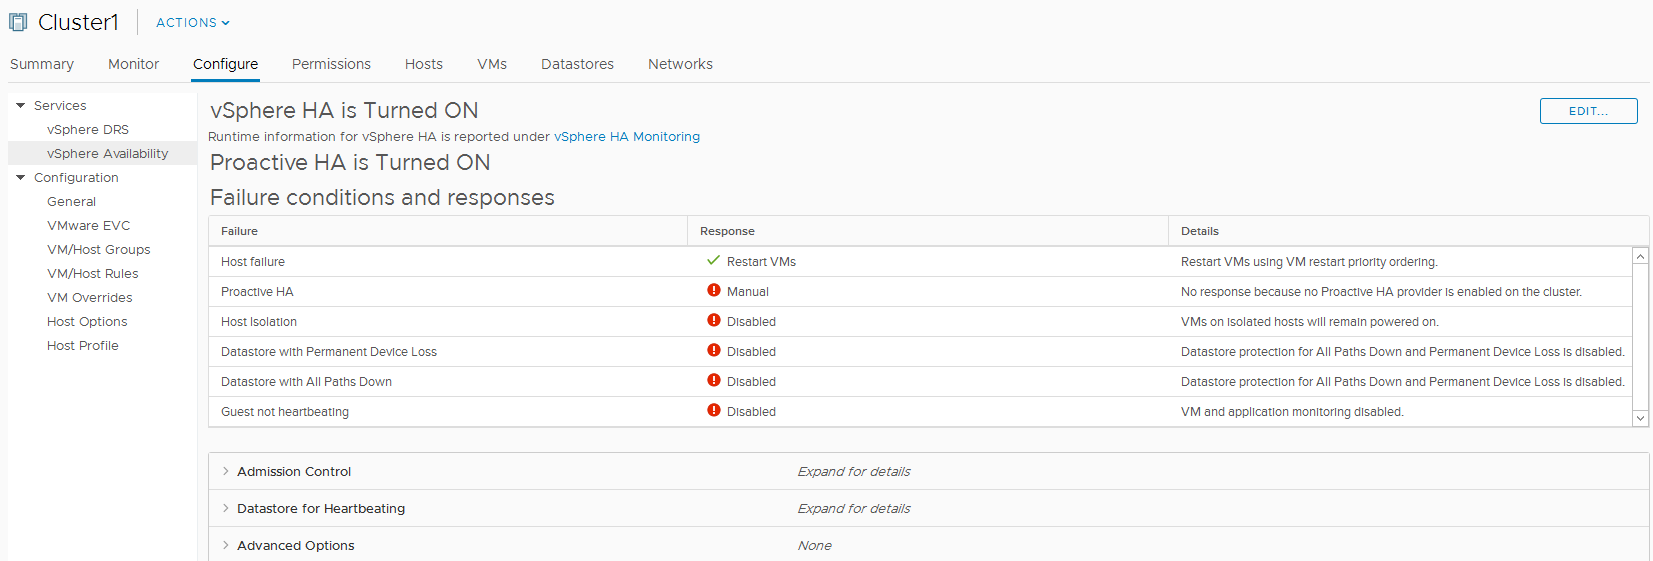 Cluster1 ACTIONS
Summary Monitor Configure Permissions Hosts VMs Datastores Networks
Services
vSphere DRS
vSphere Availability
Configuration
General
VMware EVC
VM/Host Groups
VM/Host Rules
VM Overrides
Host Options
Host Profile
vSphere HA is Turned ON
EDIT...
Runtime information for vSphere HA is reported under vSphere HA Monitoring
Proactive HA is Turned ON
Failure conditions and responses
Failure Response Details
Host failure Restart VMs Restart VMs using VM restart priority ordering.
Proactive HA Manual No response because no Proactive HA provider is enabled on the cluster.
Host Isolation Disabled VMs on isolated hosts will remain powered on.
Datastore with Permanent Device Loss Disabled Datastore protection for All Paths Down and Permanent Device Loss is disabled.
Datastore with All Paths Down Disabled Datastore protection for All Paths Down and Permanent Device Loss is disabled.
Guest not heartbeating Disabled VM and application monitoring disabled.
Admission Control Expand for details
Datastore for Heartbeating Expand for details
Advanced Options None